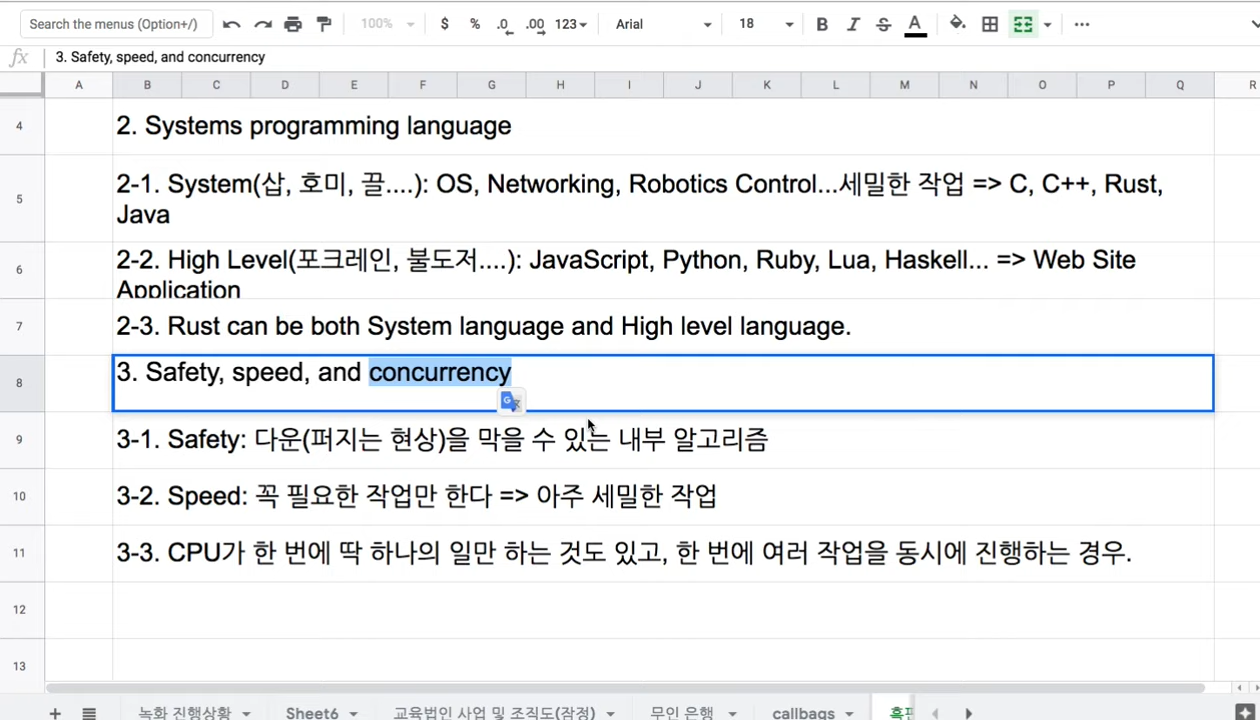 Search the menus (Option+/)
100%
$ % .0 .00 123
Arial
18
B I S A
fx 3. Safety, speed, and concurrency
A B C D E F G H I J K L M N O P Q R
4 2. Systems programming language
5 2-1. System(삽, 호미, 끌....): OS, Networking, Robotics Control...세밀한 작업 => C, C++, Rust,
Java
6 2-2. High Level(포크레인, 불도저....): JavaScript, Python, Ruby, Lua, Haskell... => Web Site
Application
7 2-3. Rust can be both System language and High level language.
8 3. Safety, speed, and concurrency
9 3-1. Safety: 다운(퍼지는 현상)을 막을 수 있는 내부 알고리즘
10 3-2. Speed: 꼭 필요한 작업만 한다 => 아주 세밀한 작업
11 3-3. CPU가 한 번에 딱 하나의 일만 하는 것도 있고, 한 번에 여러 작업을 동시에 진행하는 경우.
12
13
녹화 진행상황 Sheet6 교육법인 사업 및 조직도(잠정) 무인 은행 callbags